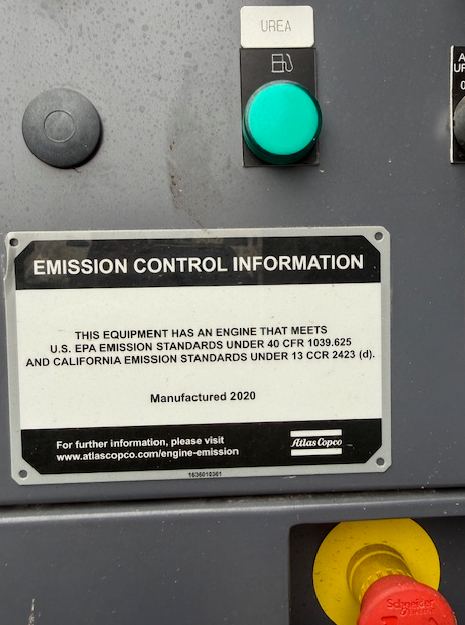 UREA
A
UR
0
EMISSION CONTROL INFORMATION
THIS EQUIPMENT HAS AN ENGINE THAT MEETS
U.S. EPA EMISSION STANDARDS UNDER 40 CFR 1039.625
AND CALIFORNIA EMISSION STANDARDS UNDER 13 CCR 2423 (d).
Manufactured 2020
For further information, please visit
www.atlascopco.com/engine-emission
Atlas Copco
Schneider